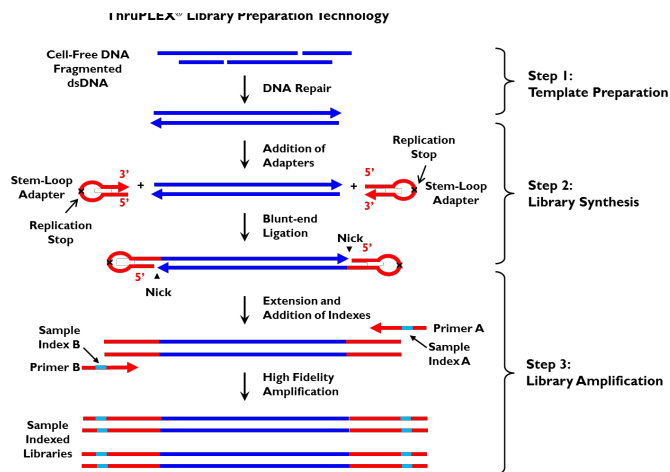 ThruPLEX® Library Preparation Technology
Cell-Free DNA
Fragmented
dsDNA
DNA Repair
Step 1:
Template Preparation
Addition of
Adapters
Replication
Stop
Stem-Loop
Adapter
3’
5’
+
+
5’
3’
Stem-Loop
Adapter
Replication
Stop
Step 2:
Library Synthesis
Blunt-end
Ligation
Nick
5’
5’
Nick
Extension and
Addition of Indexes
Sample
Index B
Primer B
Primer A
Sample
Index A
Step 3:
Library Amplification
High Fidelity
Amplification
Sample
Indexed
Libraries